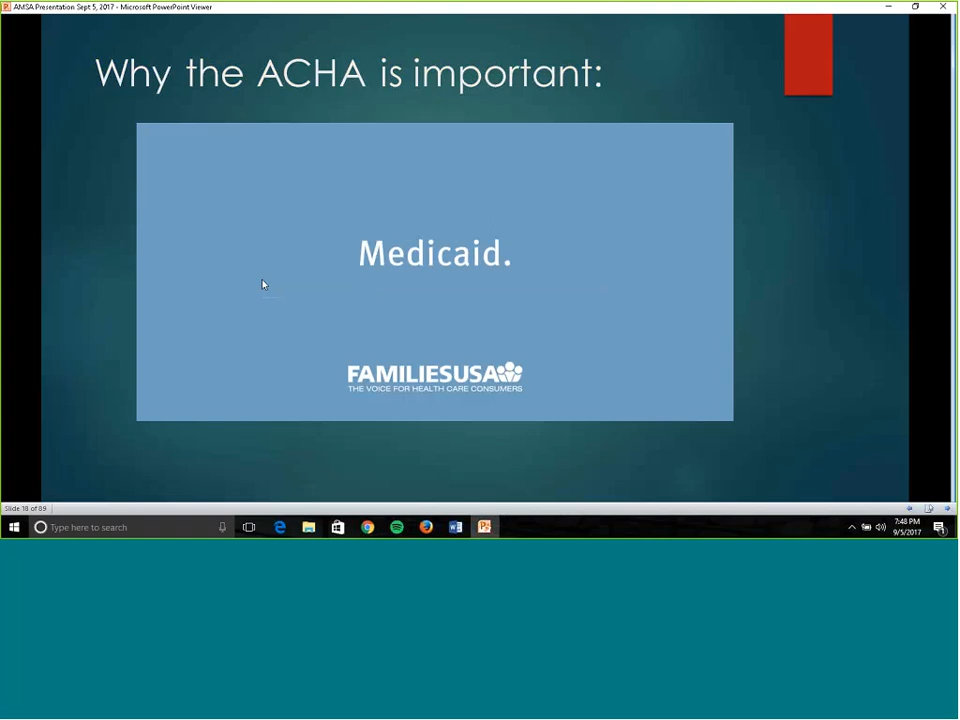 AMSA Presentation Sept 5, 2017 - Microsoft PowerPoint Viewer
Why the ACHA is important:
Medicaid.
FAMILIESUSA
THE VOICE FOR HEALTH CARE CONSUMERS
Slide 18 of 89
Type here to search
7:48 PM
9/5/2017